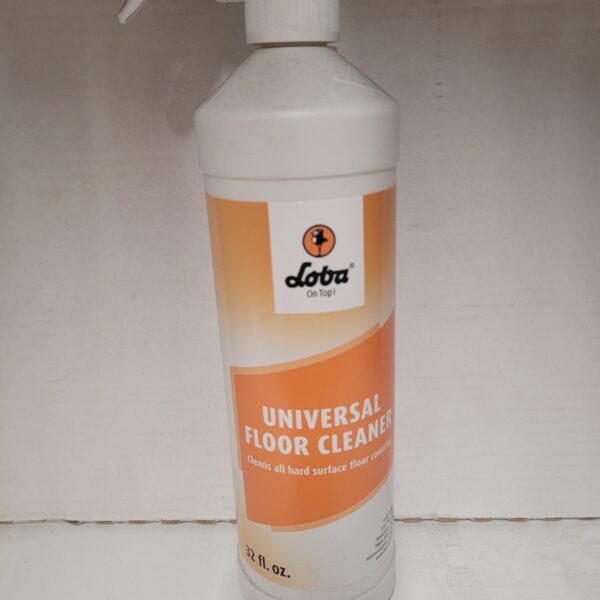 Loba®
On Top!
UNIVERSAL
FLOOR CLEANER
Cleans all hard surface floor
32 fl. oz.